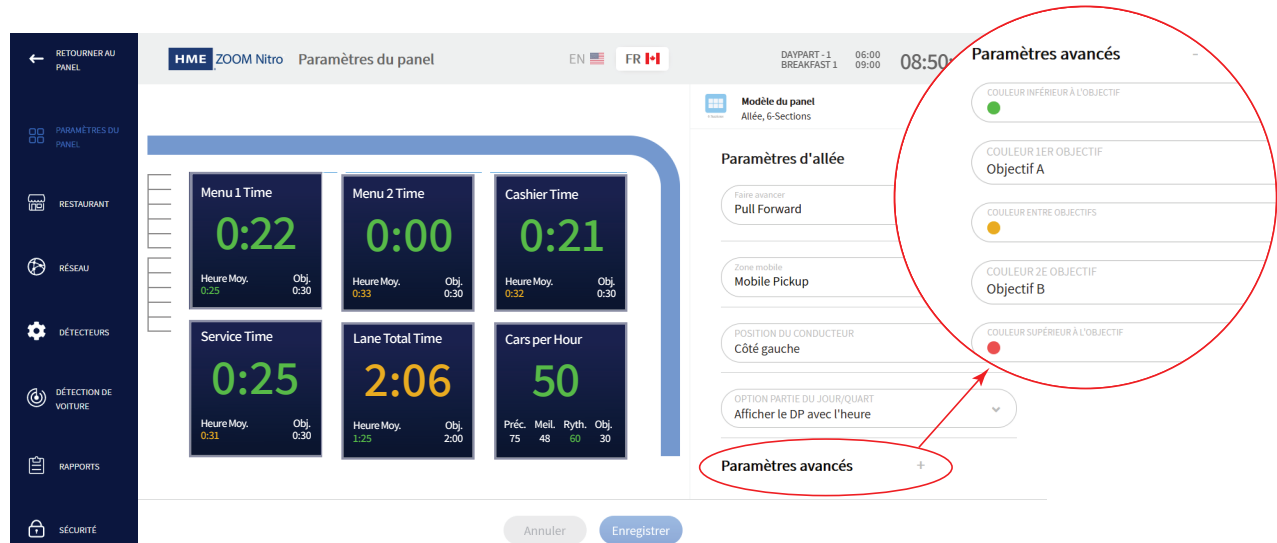 RETOURNER AU
PANEL
PARAMÈTRES DU
PANEL
RESTAURANT
RÉSEAU
DÉTECTEURS
DÉTECTION DE
VOITURE
RAPPORTS
SÉCURITÉ
HME ZOOM Nitro Paramètres du panel
EN FR
DAYPART - 1 06:00
BREAKFAST 1 09:00
08:50
Menu 1 Time
0:22
Heure Moy. Obj.
0:25 0:30
Menu 2 Time
0:00
Heure Moy. Obj.
0:33 0:30
Cashier Time
0:21
Heure Moy. Obj.
0:32 0:30
Service Time
0:25
Heure Moy. Obj.
0:31 0:30
Lane Total Time
2:06
Heure Moy. Obj.
1:25 2:00
Cars per Hour
50
Préc. Meil. Ryth. Obj.
75 48 60 30
Annuler Enregistrer
Modèle du panel
Allée, 6-Sections
Paramètres d'allée
Faire avancer
Pull Forward
Zone mobile
Mobile Pickup
POSITION DU CONDUCTEUR
Côté gauche
OPTION PARTIE DU JOUR/QUART
Afficher le DP avec l'heure
Paramètres avancés +
Paramètres avancés -
COULEUR INFÉRIEUR À L'OBJECTIF
COULEUR 1ER OBJECTIF
Objectif A
COULEUR ENTRE OBJECTIFS
COULEUR 2E OBJECTIF
Objectif B
COULEUR SUPÉRIEUR À L'OBJECTIF